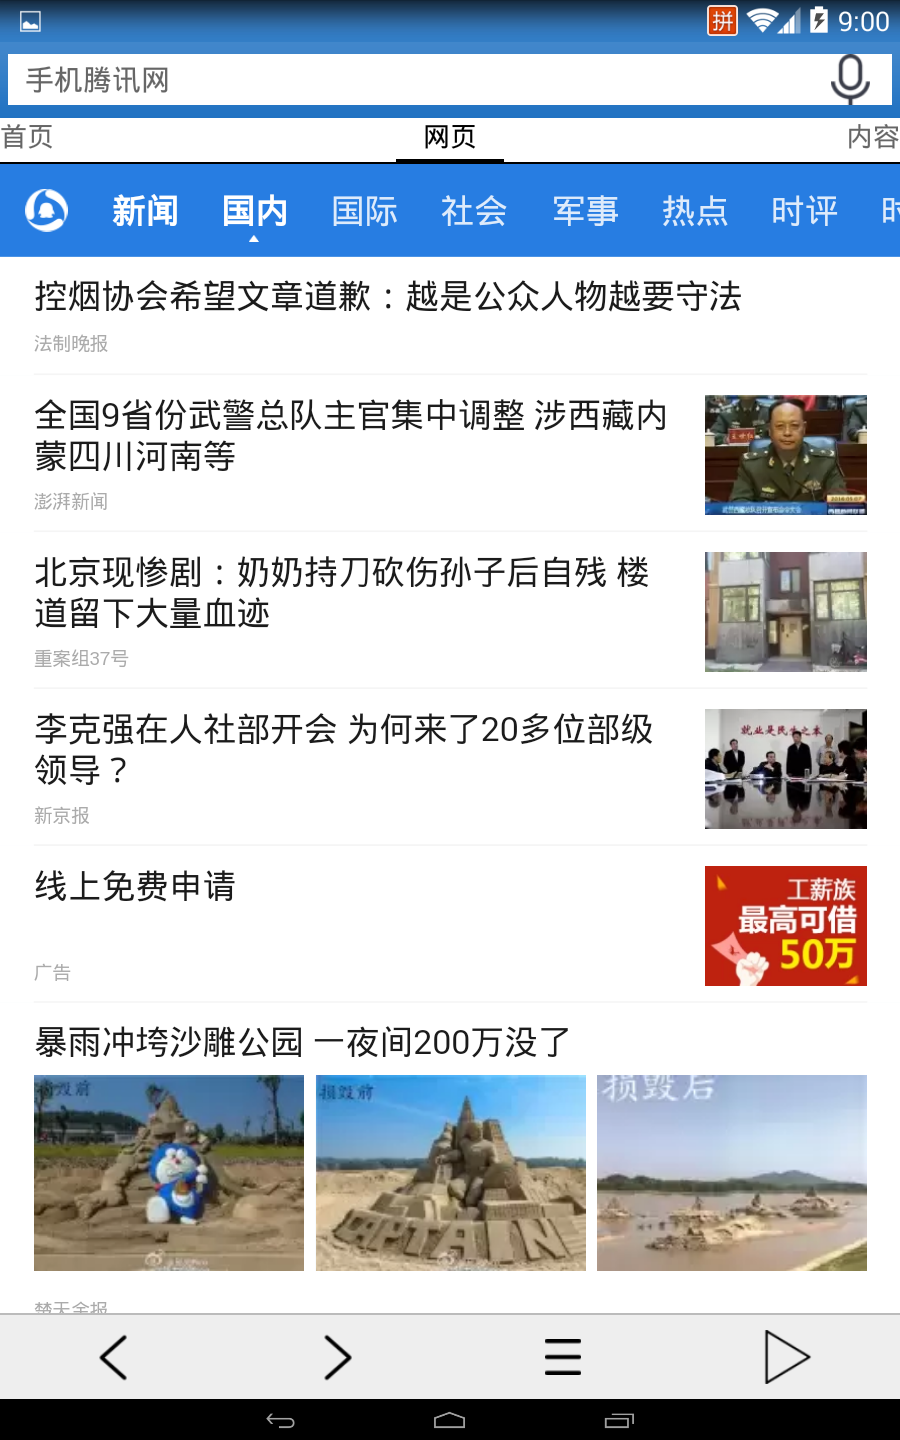 拼 9:00
手机腾讯网
首页 网页 内容
新闻 国内 国际 社会 军事 热点 时评
控烟协会希望文章道歉：越是公众人物越要守法
法制晚报
全国9省份武警总队主官集中调整 涉西藏内
蒙四川河南等
澎湃新闻
北京现惨剧：奶奶持刀砍伤孙子后自残 楼
道留下大量血迹
重案组37号
李克强在人社部开会 为何来了20多位部级
领导？
新京报
就业是民生之本
线上免费申请
工薪族
最高可借
50万
广告
暴雨冲垮沙雕公园 一夜间200万没了
损毁前
损毁前
损毁后
CAPTAIN
楚天金报